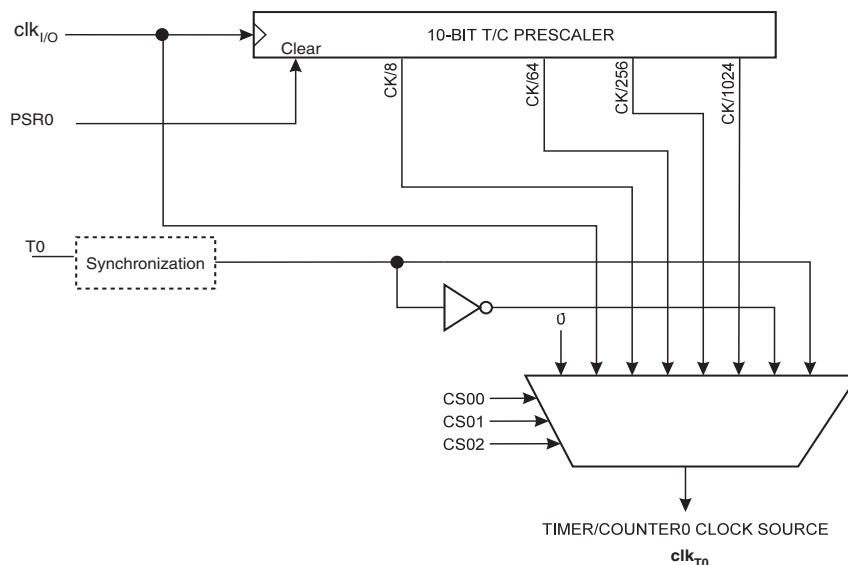 clkI/O
10-BIT T/C PRESCALER
Clear
CK/8
CK/64
CK/256
CK/1024
PSR0
T0
Synchronization
0
CS00
CS01
CS02
TIMER/COUNTER0 CLOCK SOURCE
clkT0